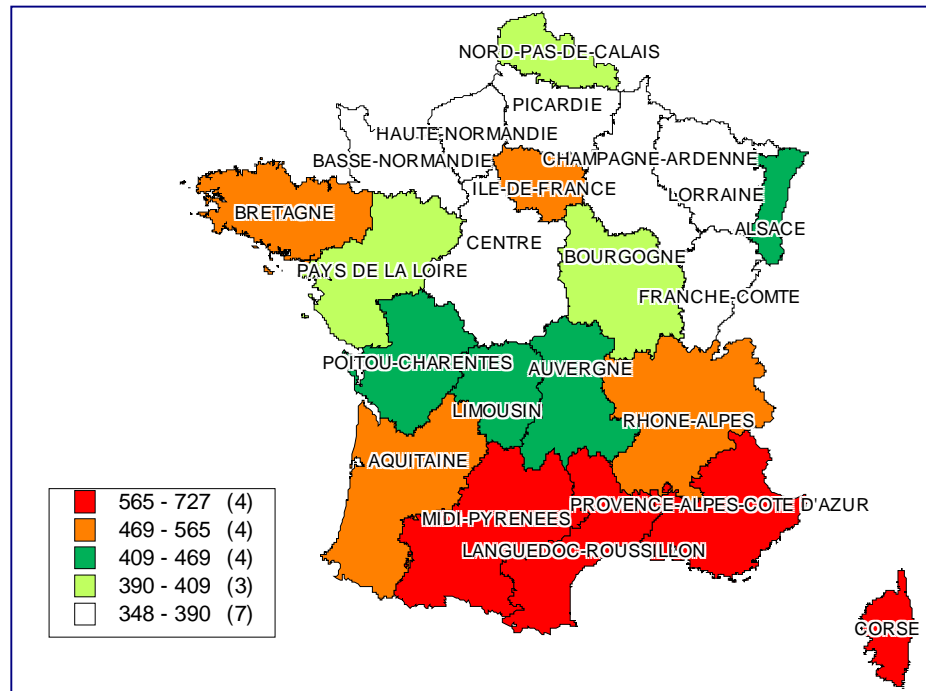 NORD-PAS-DE-CALAIS
PICARDIE
HAUTE-NORMANDIE
BASSE-NORMANDIE
CHAMPAGNE-ARDENNE
ILE-DE-FRANCE
LORRAINE
BRETAGNE
ALSACE
CENTRE
BOURGOGNE
PAYS DE LA LOIRE
FRANCHE-COMTE
POITOU-CHARENTES
AUVERGNE
LIMOUSIN
RHONE-ALPES
AQUITAINE
PROVENCE-ALPES-COTE D'AZUR
MIDI-PYRENEES
LANGUEDOC-ROUSSILLON
CORSE
565 - 727 (4)
469 - 565 (4)
409 - 469 (4)
390 - 409 (3)
348 - 390 (7)